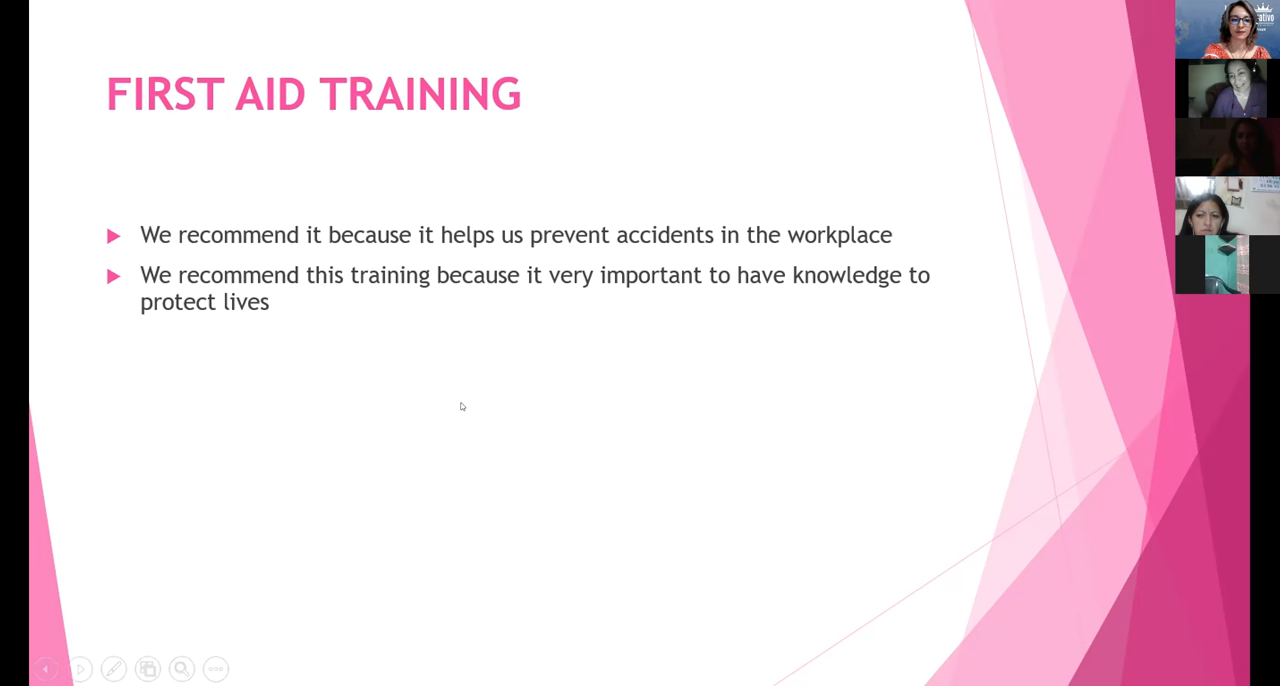 FIRST AID TRAINING
We recommend it because it helps us prevent accidents in the workplace
We recommend this training because it very important to have knowledge to
protect lives
ativo